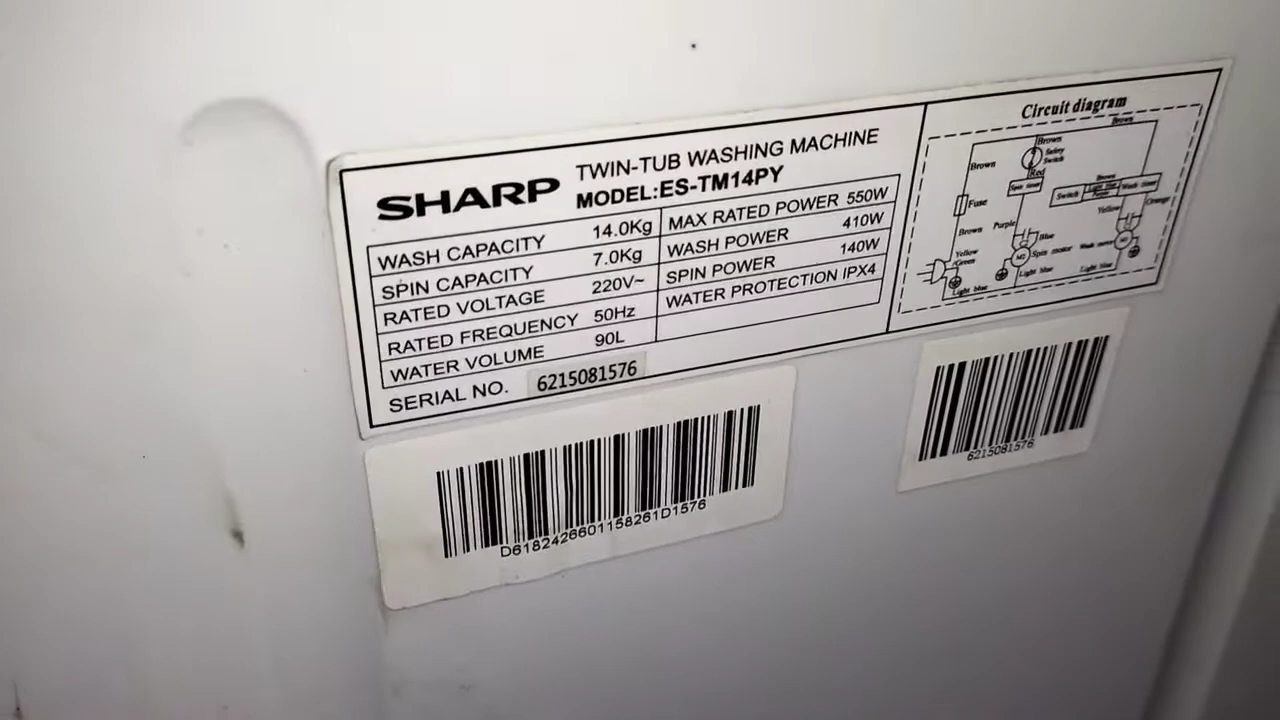 SHARP
TWIN-TUB WASHING MACHINE
MODEL:ES-TM14PY
WASH CAPACITY 14.0Kg
SPIN CAPACITY 7.0Kg
RATED VOLTAGE 220V~
RATED FREQUENCY 50Hz
WATER VOLUME 90L
SERIAL NO. 6215081576
MAX RATED POWER 550W
WASH POWER 410W
SPIN POWER 140W
WATER PROTECTION IPX4
Circuit diagram
Brown
Brown
Brown
Safety
Switch
Red
Spin timer
Brown
Switch
Wash timer
Fuse
Yellow
Orange
Purple
Brown
Blue
Yellow
/Green
Spin motor
Wash motor
Light blue
Light blue
Light blue
D6182426601158261D1576
6215081576